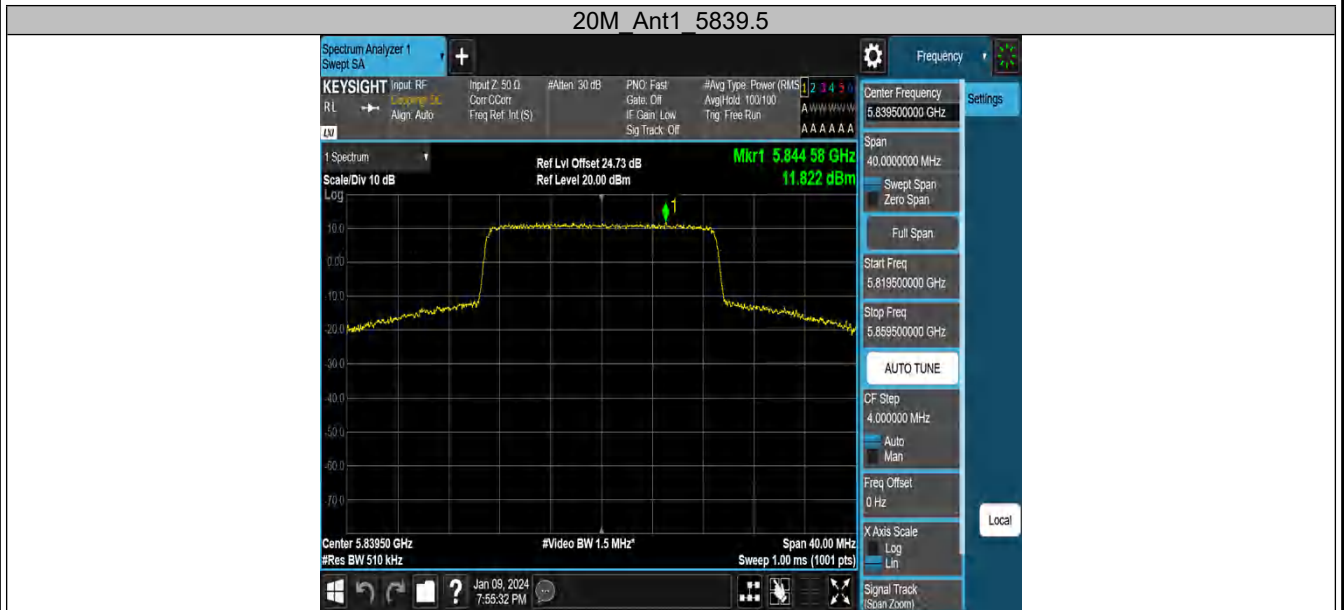 20M_Ant1_5839.5
Spectrum Analyzer 1
Swept SA
+
Frequency
KEYSIGHT
Input: RF
Coupling: DC
Align: Auto
RL
LXI
Input Z: 50 Ω
Corr CCorr
Freq Ref: Int (S)
#Atten: 30 dB
PNO: Fast
Gate: Off
IF Gain: Low
Sig Track: Off
#Avg Type: Power (RMS
Avg|Hold: 100/100
Trig: Free Run
1 2 3 4 5 6
A W W W W W
A A A A A A
1 Spectrum
Scale/Div 10 dB
Log
Ref Lvl Offset 24.73 dB
Ref Level 20.00 dBm
Mkr1 5.844 58 GHz
11.822 dBm
1
10.0
0.00
-10.0
-20.0
-30.0
-40.0
-50.0
-60.0
-70.0
Center 5.83950 GHz
#Res BW 510 kHz
#Video BW 1.5 MHz*
Span 40.00 MHz
Sweep 1.00 ms (1001 pts)
?
Jan 09, 2024
7:55:32 PM
Center Frequency
5.839500000 GHz
Settings
Span
40.0000000 MHz
Swept Span
Zero Span
Full Span
Start Freq
5.819500000 GHz
Stop Freq
5.859500000 GHz
AUTO TUNE
CF Step
4.000000 MHz
Auto
Man
Freq Offset
0 Hz
X Axis Scale
Log
Lin
Local
Signal Track
(Span Zoom)